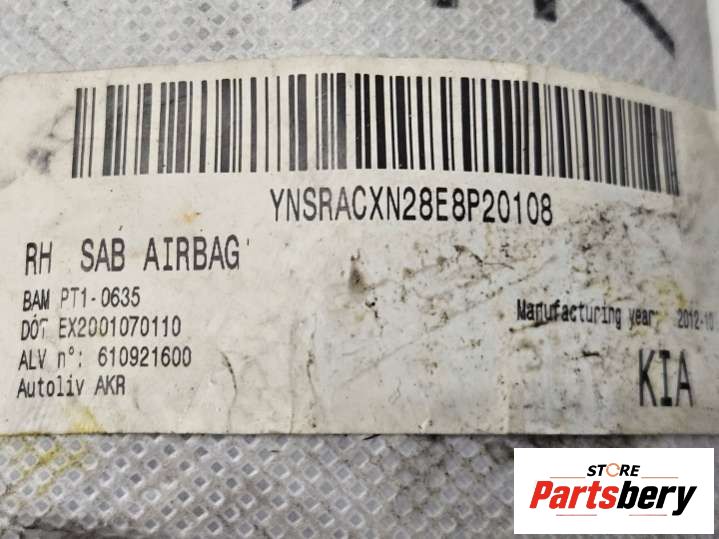 YNSRACXN28E8P20108
RH SAB AIRBAG
BAM PT1-0635
DOT EX2001070110
ALV n°: 610921600
Autoliv AKR
Manufacturing year: 2012-10
KIA
STORE
Partsbery